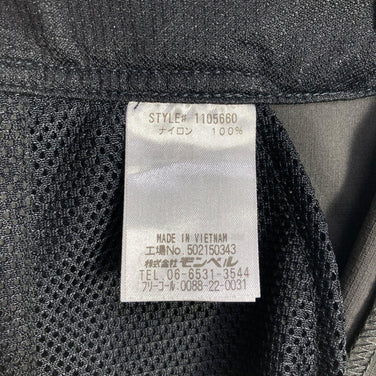 STYLE# 1105660
ナイロン 100%
MADE IN VIETNAM
工場No.502150343
株式会社 モンベル
TEL.06-6531-3544
フリーコール:0088-22-0031